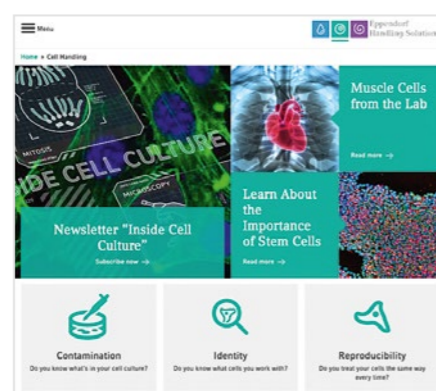 Menu
Eppendorf
Handling Solution
Home » Cell Handling
MITOSIS
IDE CELL CULTURE
MICROSCOPY
Newsletter "Inside Cell
Culture"
Subscribe now →
Muscle Cells
from the Lab
Read more →
Learn About
the
Importance
of Stem Cells
Read more →
Contamination
Do you know what's in your cell culture?
Identity
Do you know what cells you work with?
Reproducibility
Do you treat your cells the same way
every time?